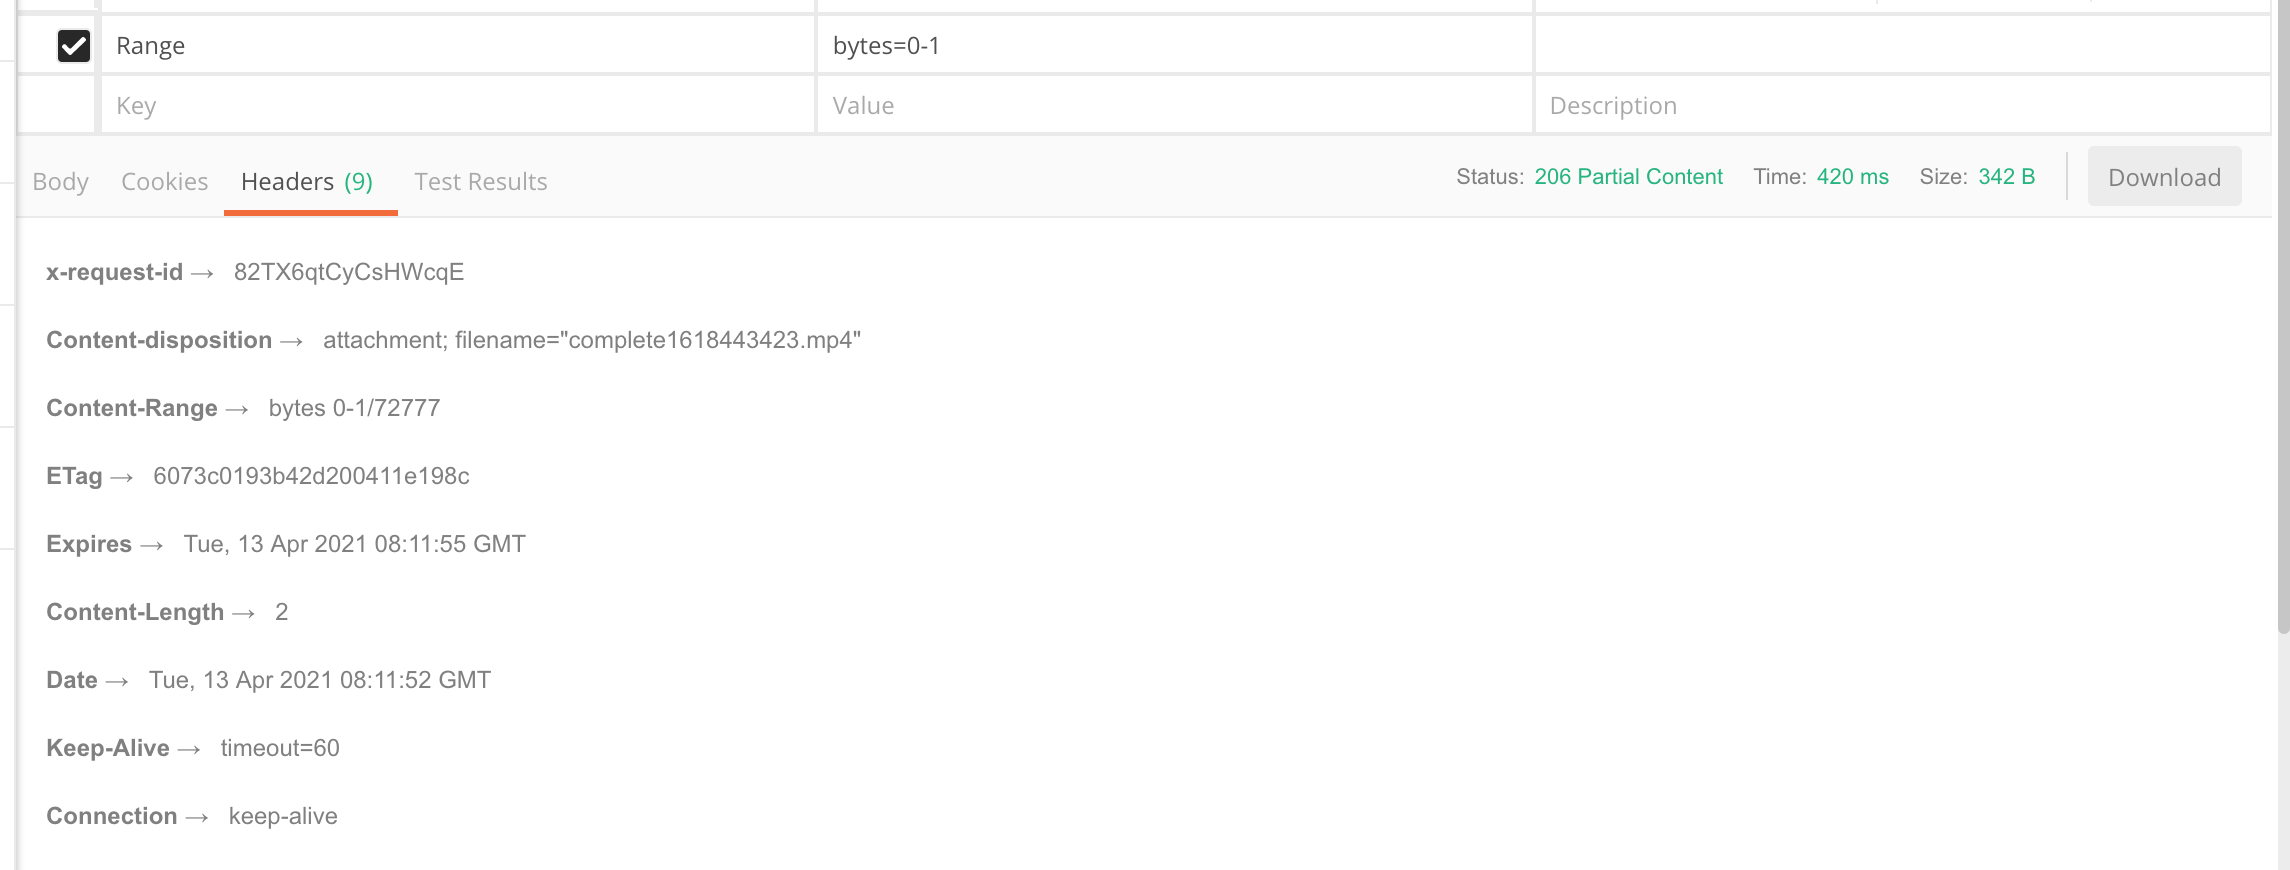 Range bytes=0-1
Key Value Description
Body Cookies Headers (9) Test Results Status: 206 Partial Content Time: 420 ms Size: 342 B Download
x-request-id → 82TX6qtCyCsHWcqE
Content-disposition → attachment; filename="complete1618443423.mp4"
Content-Range → bytes 0-1/72777
ETag → 6073c0193b42d200411e198c
Expires → Tue, 13 Apr 2021 08:11:55 GMT
Content-Length → 2
Date → Tue, 13 Apr 2021 08:11:52 GMT
Keep-Alive → timeout=60
Connection → keep-alive